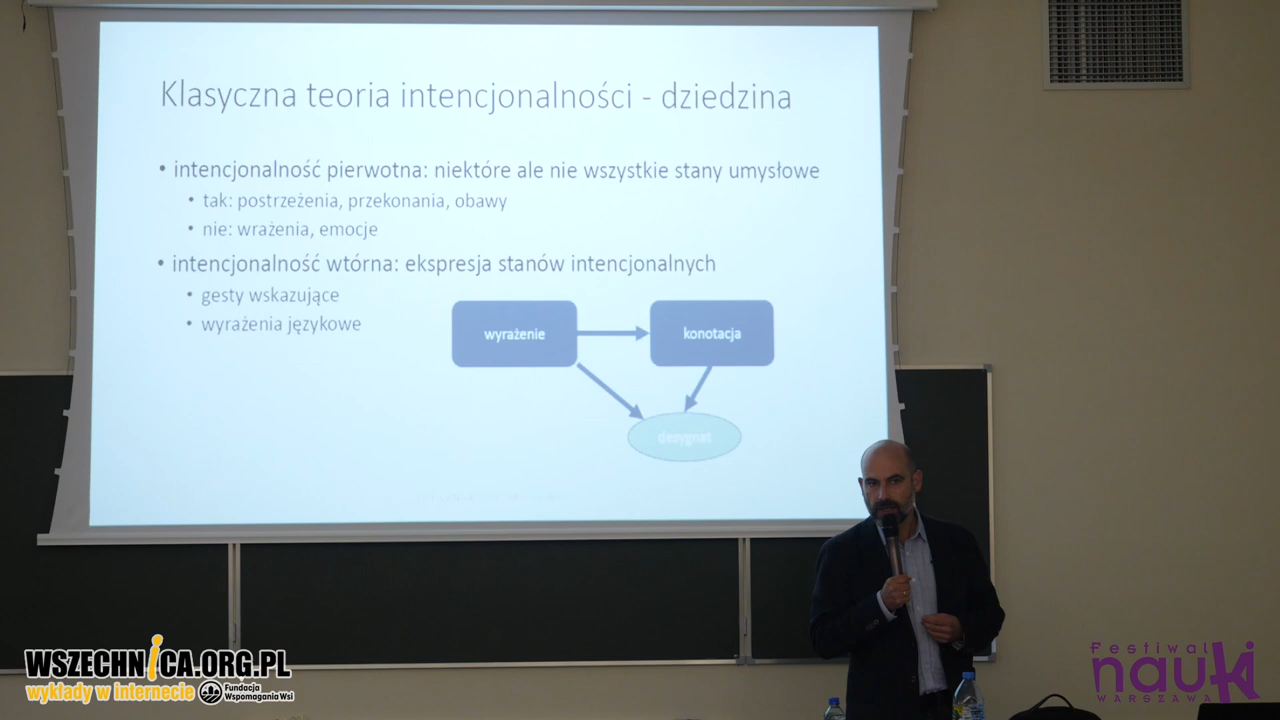 Klasyczna teoria intencjonalności - dziedzina
• intencjonalność pierwotna: niektóre ale nie wszystkie stany umysłowe
• tak: postrzeżenia, przekonania, obawy
• nie: wrażenia, emocje
• intencjonalność wtórna: ekspresja stanów intencjonalnych
• gesty wskazujące
• wyrażenia językowe
wyrażenie
konotacja
desygnat
WSZECHNICA.ORG.PL
wykłady w internecie
Fundacja
Wspomagania Wsi
Festiwal
nauki
WARSZAWA